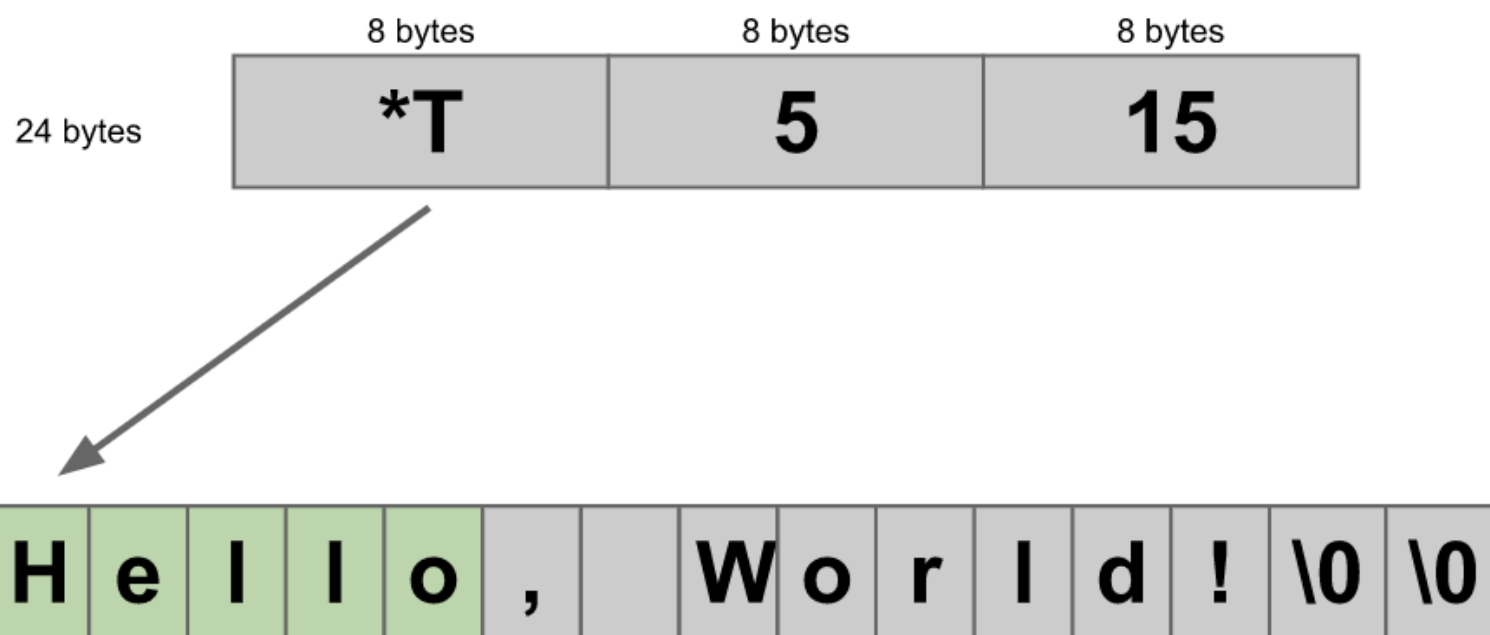 8 bytes 8 bytes 8 bytes
24 bytes *T 5 15
H e l l o , W o r l d ! \0 \0